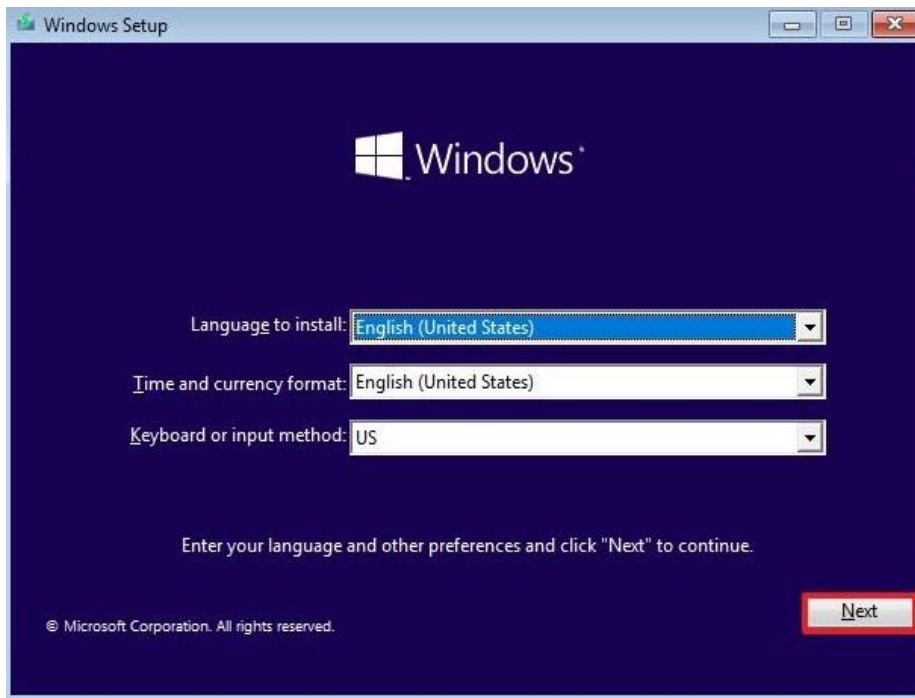 Windows Setup
Windows
Language to install: English (United States)
Time and currency format: English (United States)
Keyboard or input method: US
Enter your language and other preferences and click "Next" to continue.
Next
© Microsoft Corporation. All rights reserved.